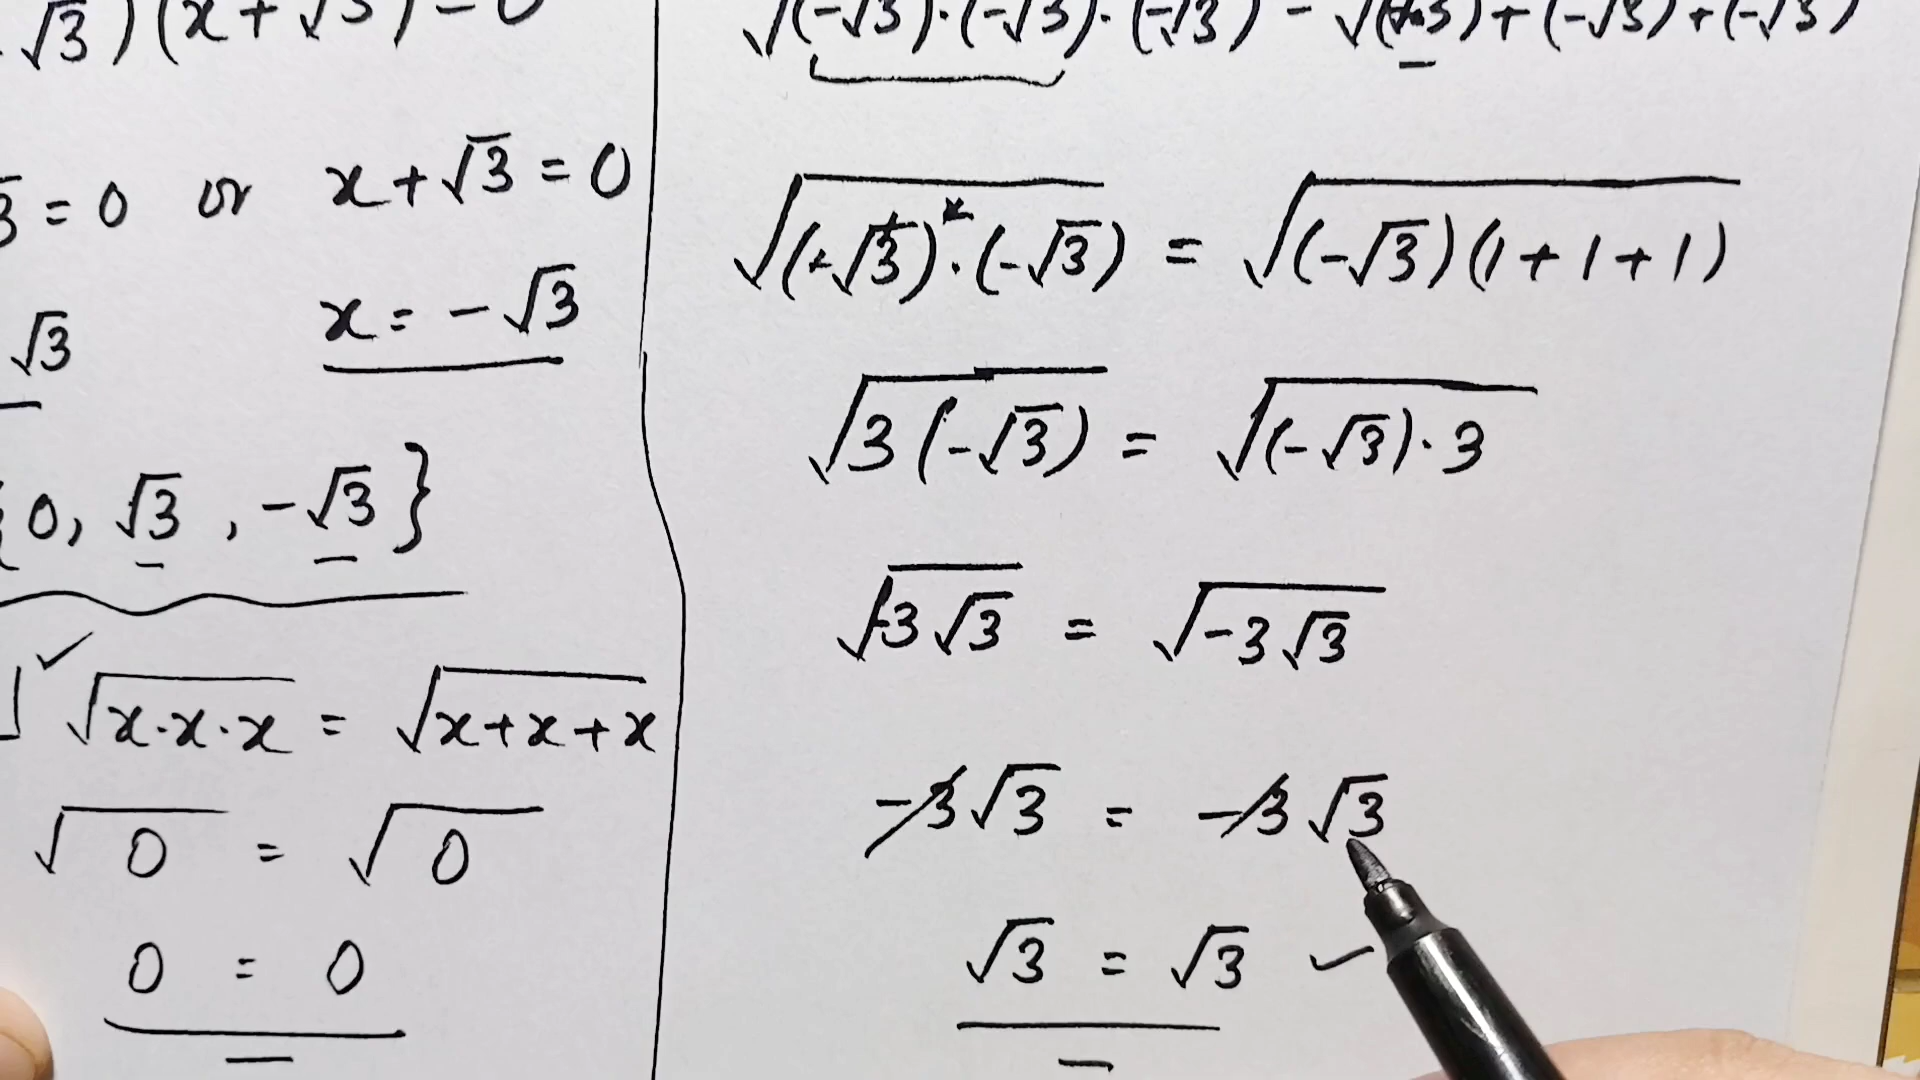 √3)(x+√3)=0
3=0 or x+√3=0
√3 x=-√3
{0, √3, -√3}
√x·x·x = √x+x+x
√0 = √0
0 = 0
√(-√3)·(-√3)·(-√3) = √(-√3)+(-√3)+(-√3)
√(-√3)²·(-√3) = √(-√3)(1+1+1)
√3(-√3) = √(-√3)·3
√-3√3 = √-3√3
-3√3 = -3√3
√3 = √3 ✓